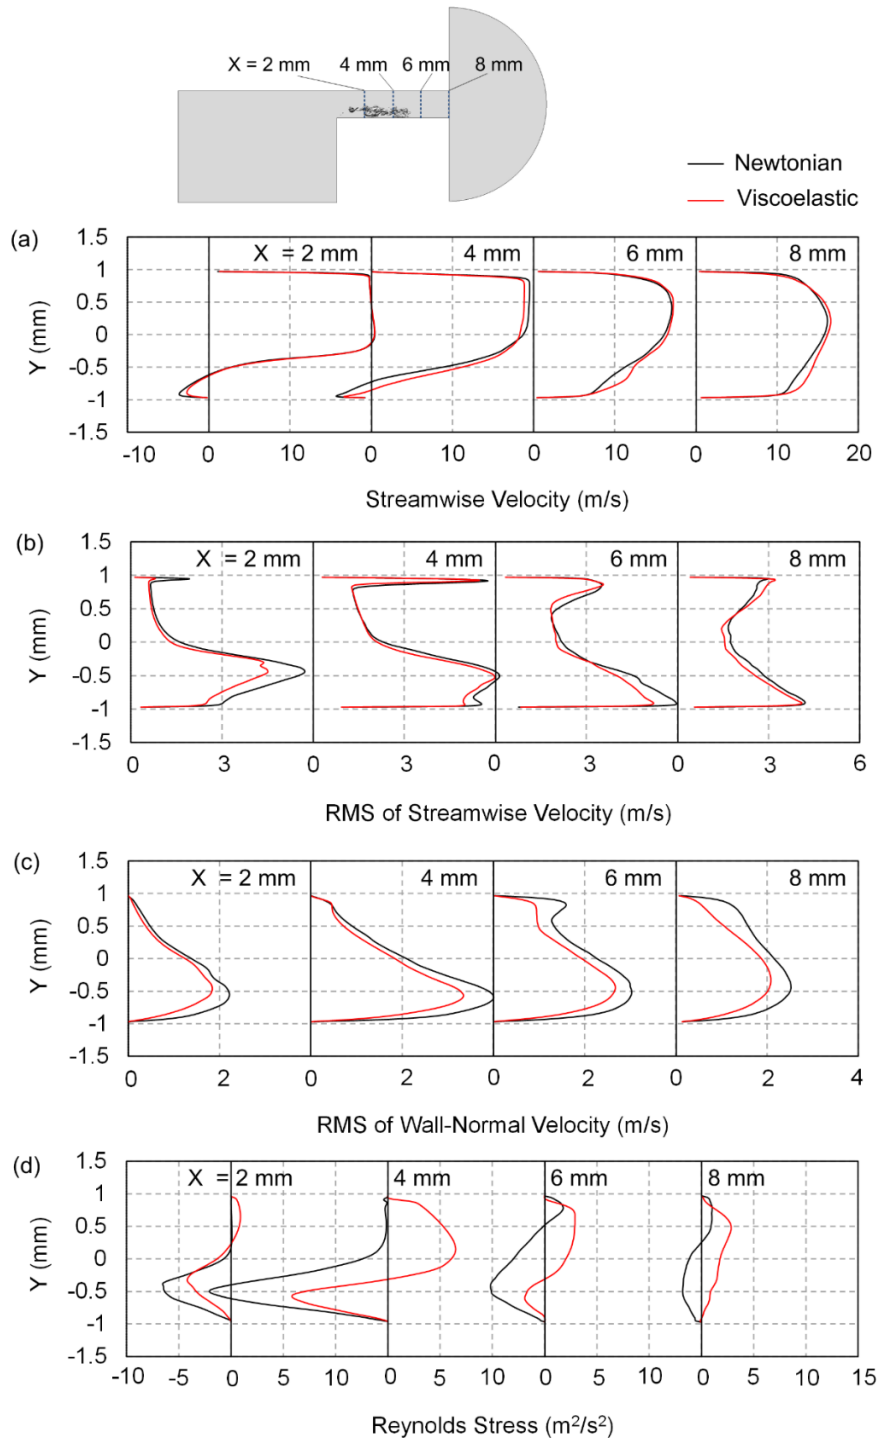 X = 2 mm 4 mm 6 mm 8 mm
Newtonian
Viscoelastic
(a)
1.5
X = 2 mm 4 mm 6 mm 8 mm
1
0.5
0
-0.5
-1
-1.5
Y (mm)
-10 0 10 0 10 0 10 0 10 20
Streamwise Velocity (m/s)
(b)
1.5
X = 2 mm 4 mm 6 mm 8 mm
1
0.5
0
-0.5
-1
-1.5
Y (mm)
0 3 0 3 0 3 0 3 6
RMS of Streamwise Velocity (m/s)
(c)
1.5
X = 2 mm 4 mm 6 mm 8 mm
1
0.5
0
-0.5
-1
-1.5
Y (mm)
0 2 0 2 0 2 0 2 4
RMS of Wall-Normal Velocity (m/s)
(d)
1.5
X = 2 mm 4 mm 6 mm 8 mm
1
0.5
0
-0.5
-1
-1.5
Y (mm)
-10 -5 0 5 10 0 5 10 0 5 10 0 5 10 15
Reynolds Stress (m²/s²)